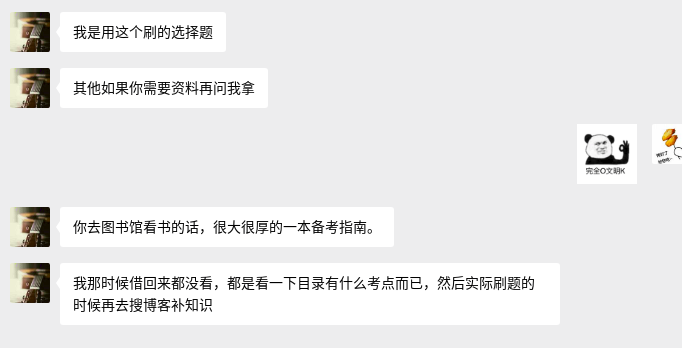 我是用这个刷的选择题
其他如果你需要资料再问我拿
完全O文明K
你去图书馆看书的话，很大很厚的一本备考指南。
我那时候借回来都没看，都是看一下目录有什么考点而已，然后实际刷题的
时候再去搜博客补知识